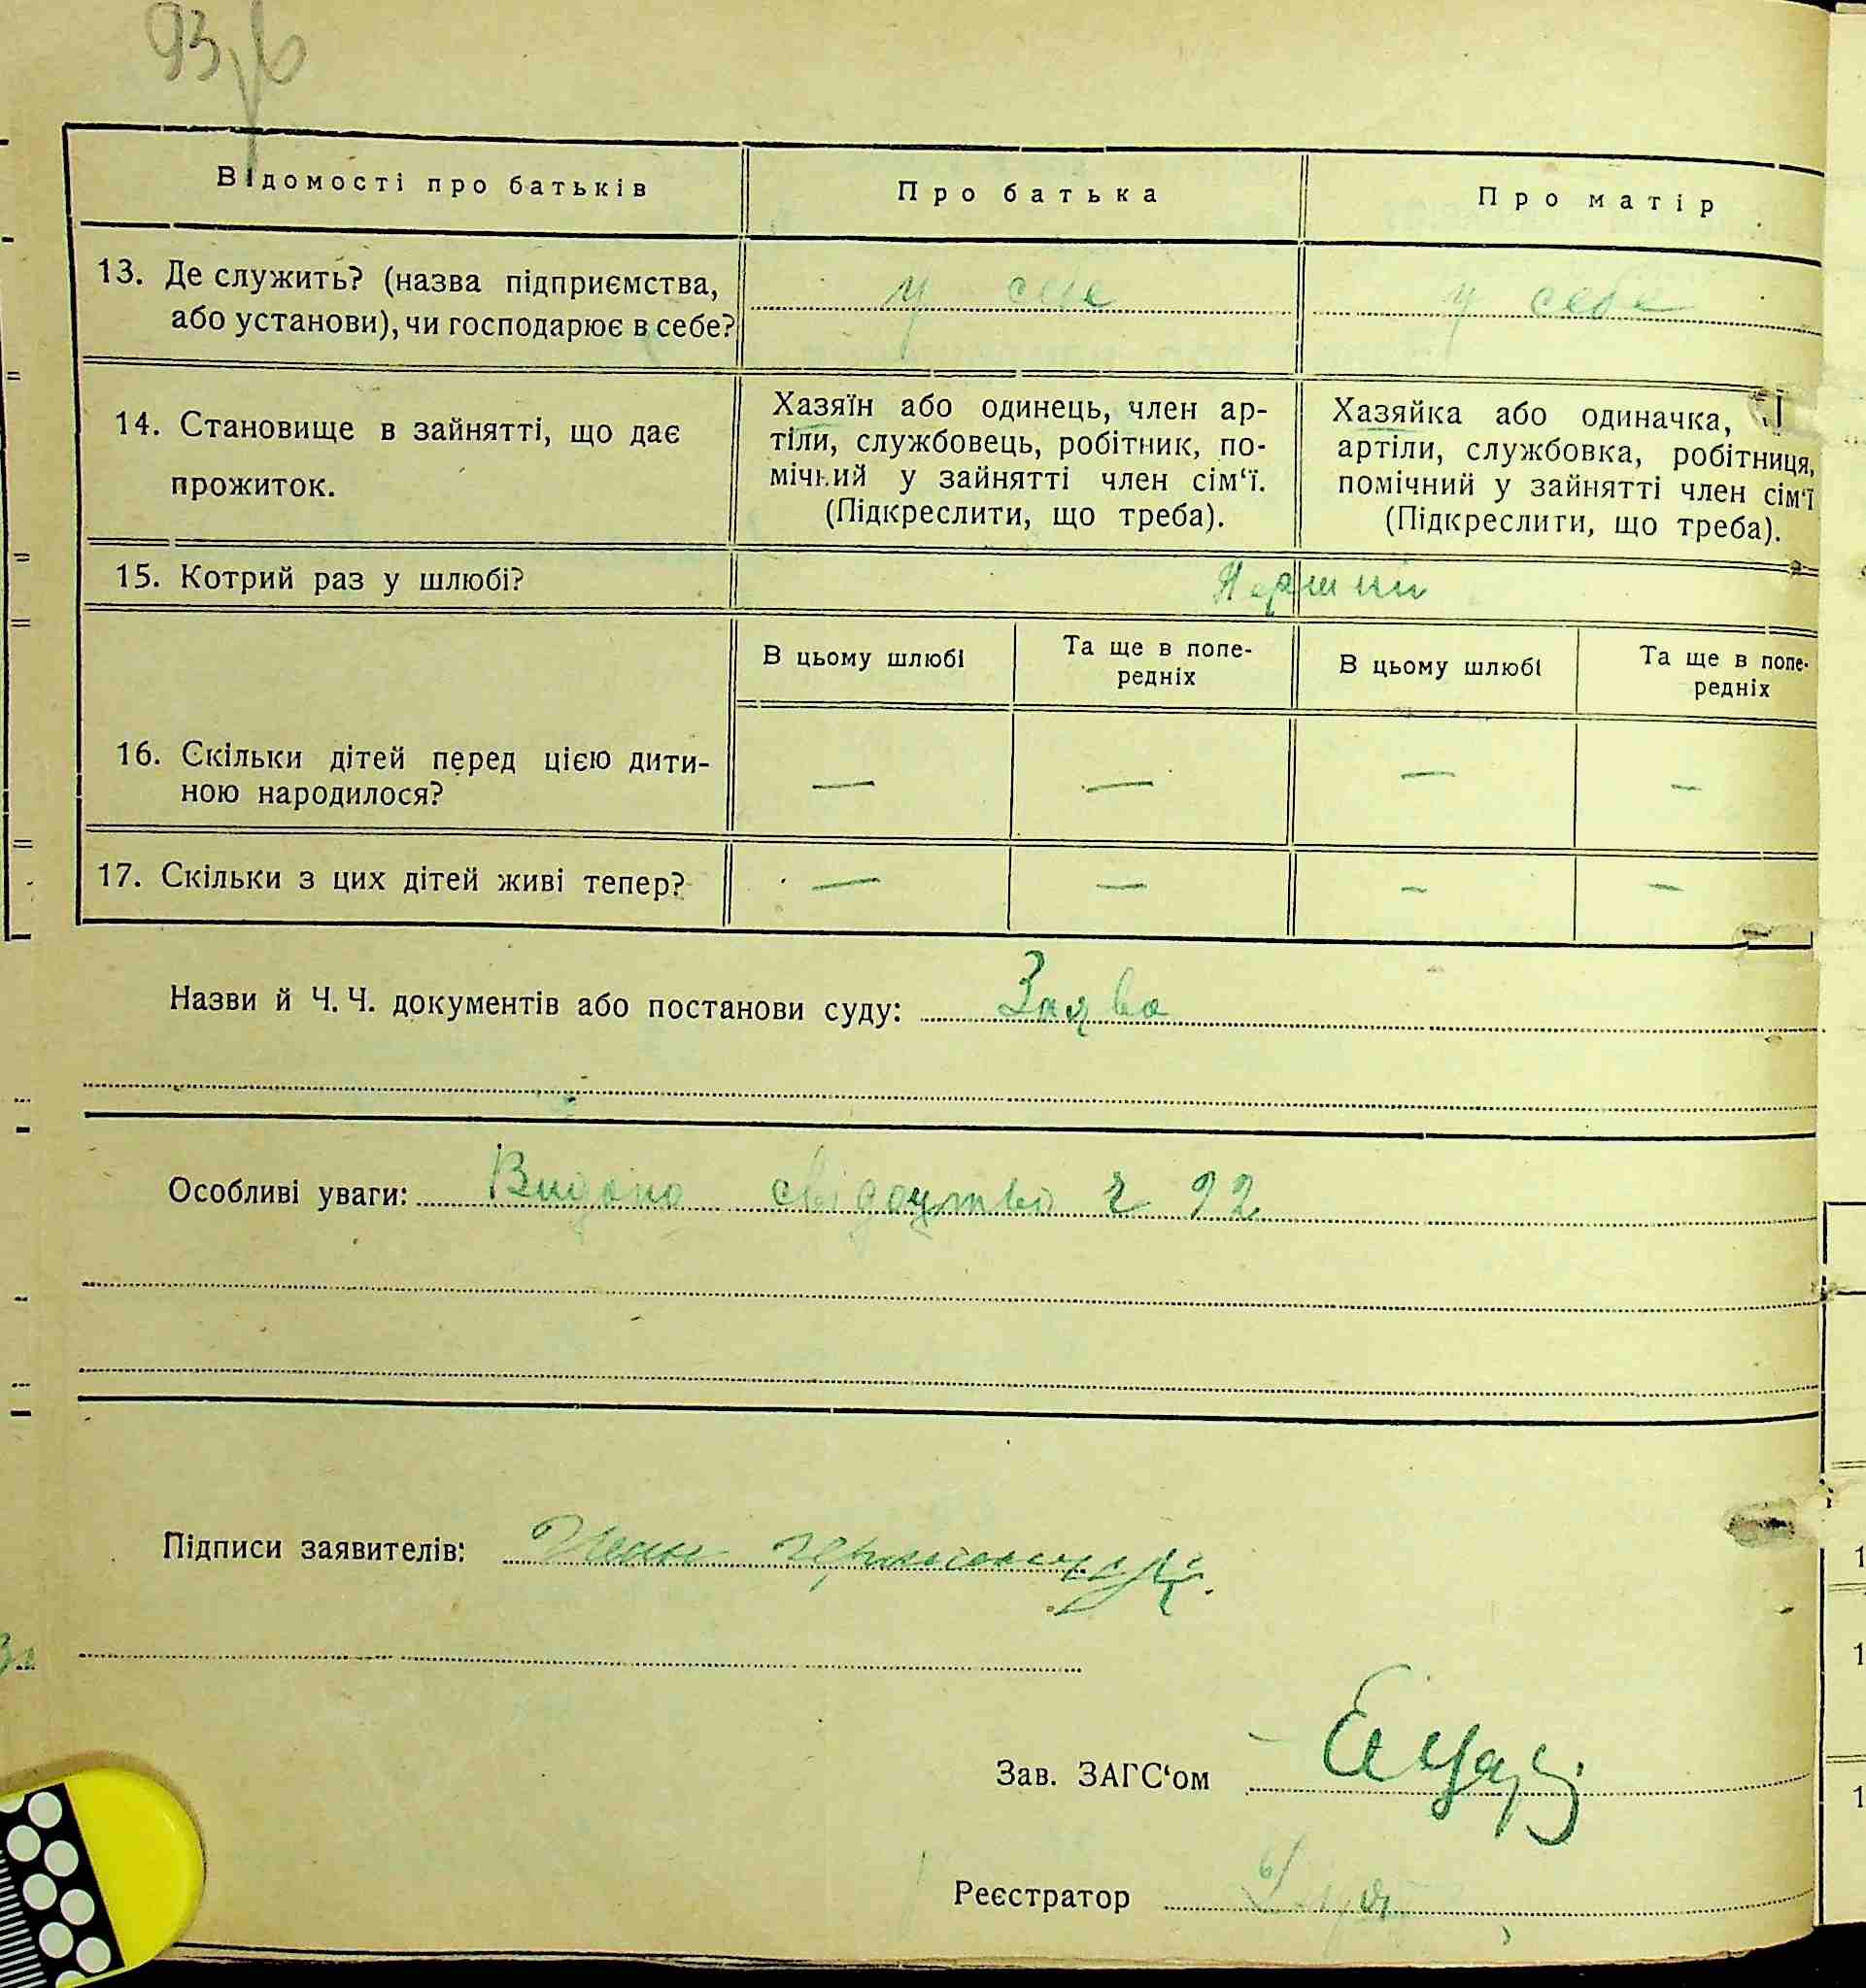 93
Відомості про батьків
Про батька
Про матір
13. Де служить? (назва підприємства,
або установи), чи господарює в себе?
у себе
у себе
14. Становище в зайнятті, що дає
прожиток.
Хазяїн або одинець, член ар-
тіли, службовець, робітник, по-
мічний у зайнятті член сім‘ї.
(Підкреслити, що треба).
Хазяйка або одиначка,
артіли, службовка, робітниця,
помічний у зайнятті член сім‘ї
(Підкреслити, що треба).
15. Котрий раз у шлюбі?
Перший
В цьому шлюбі
Та ще в попе-
редніх
В цьому шлюбі
Та ще в попе-
редніх
16. Скільки дітей перед цією дити-
ною народилося?
— — — —
17. Скільки з цих дітей живі тепер?
— — — —
Назви й Ч. Ч. документів або постанови суду: Заява
Особливі уваги: Видано свідоцтво ч 92
Підписи заявителів:
Зав. ЗАГС‘ом
Реєстратор